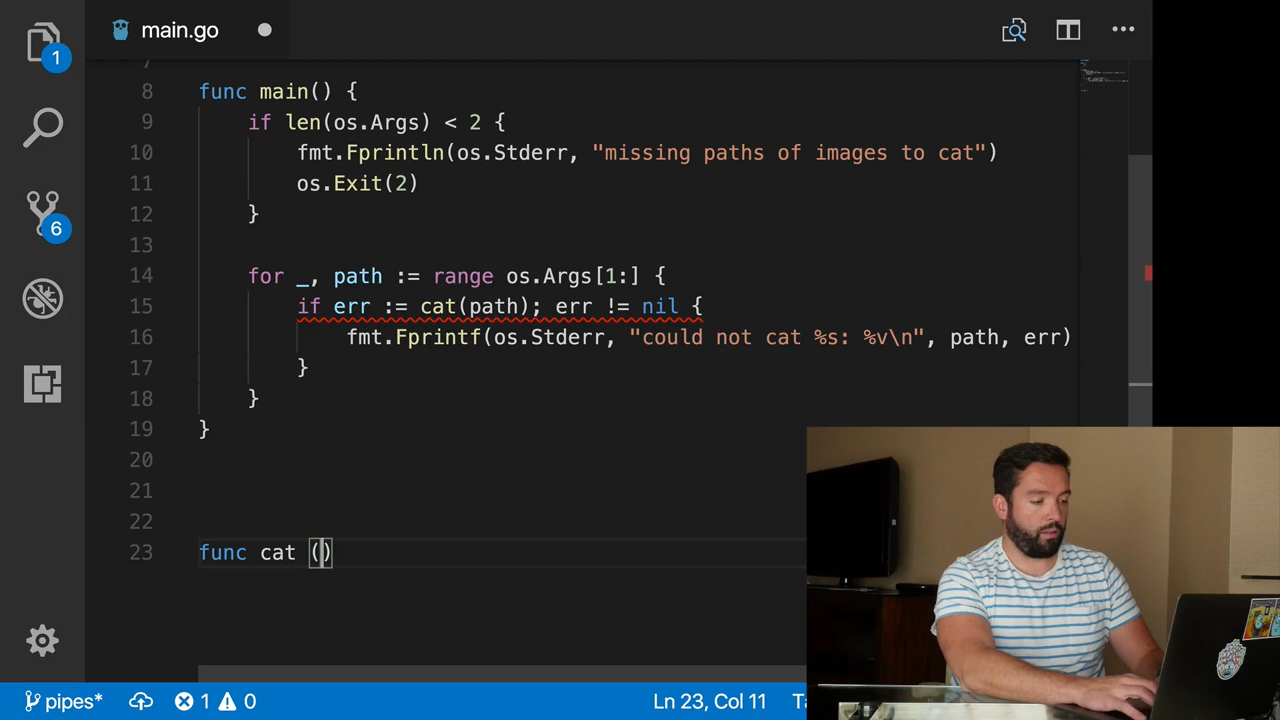 main.go
1
7
8 func main() {
9 if len(os.Args) < 2 {
10 fmt.Fprintln(os.Stderr, "missing paths of images to cat")
11 os.Exit(2)
12 }
13
14 for _, path := range os.Args[1:] {
15 if err := cat(path); err != nil {
16 fmt.Fprintf(os.Stderr, "could not cat %s: %v\n", path, err)
17 }
18 }
19 }
20
21
22
23 func cat ()
6
pipes* 1 0 Ln 23, Col 11